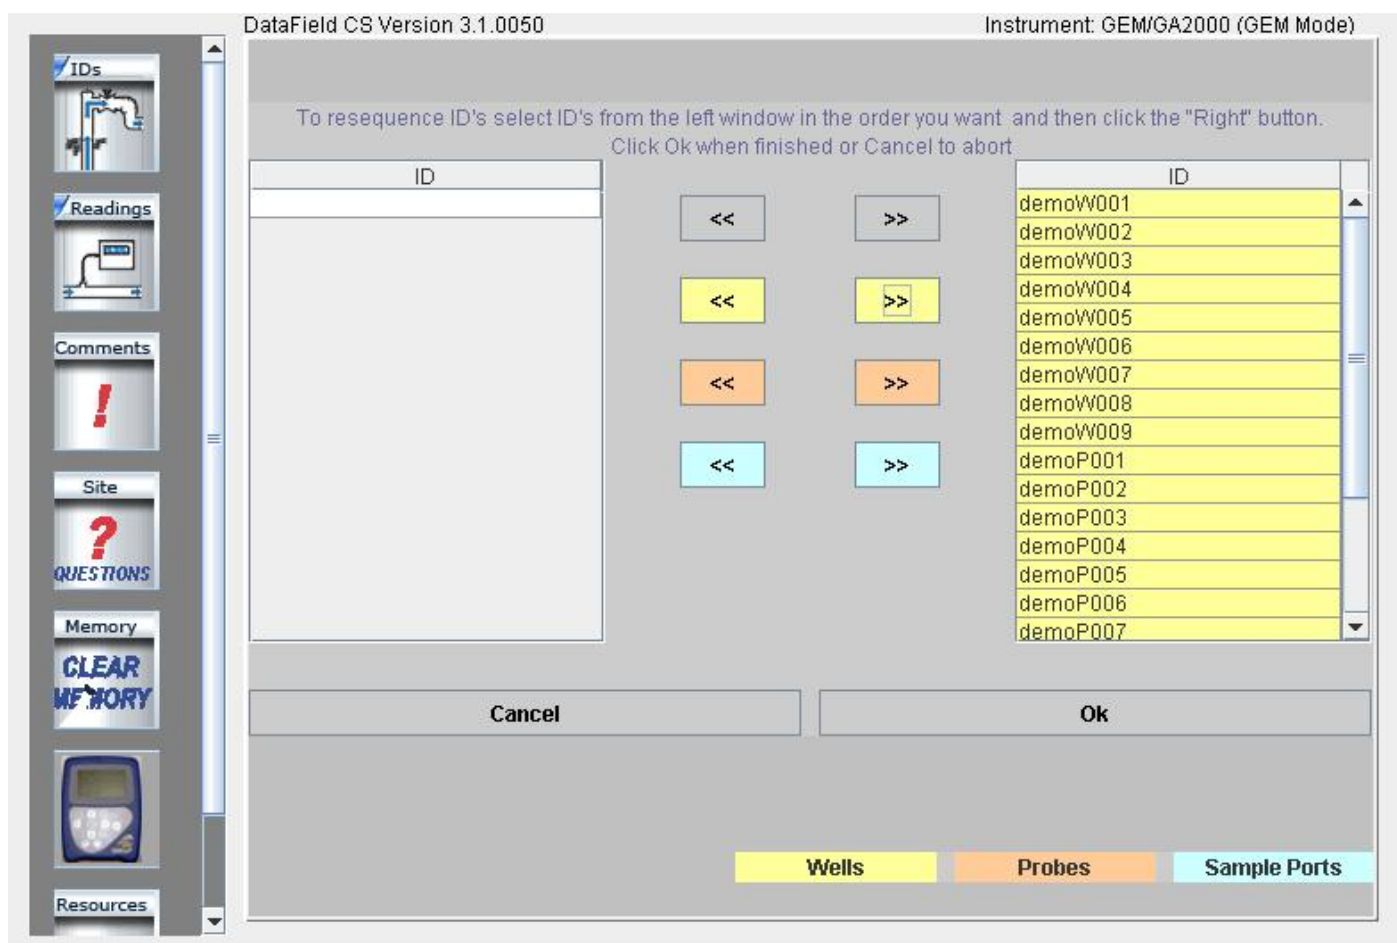 DataField CS Version 3.1.0050
Instrument: GEM/GA2000 (GEM Mode)
IDs
Readings
Comments
!
Site
?
QUESTIONS
Memory
CLEAR
MEMORY
Resources
To resequence ID's select ID's from the left window in the order you want and then click the "Right" button.
Click Ok when finished or Cancel to abort
ID
<< >>
<< >>
<< >>
<< >>
ID
demoW001
demoW002
demoW003
demoW004
demoW005
demoW006
demoW007
demoW008
demoW009
demoP001
demoP002
demoP003
demoP004
demoP005
demoP006
demoP007
Cancel
Ok
Wells
Probes
Sample Ports